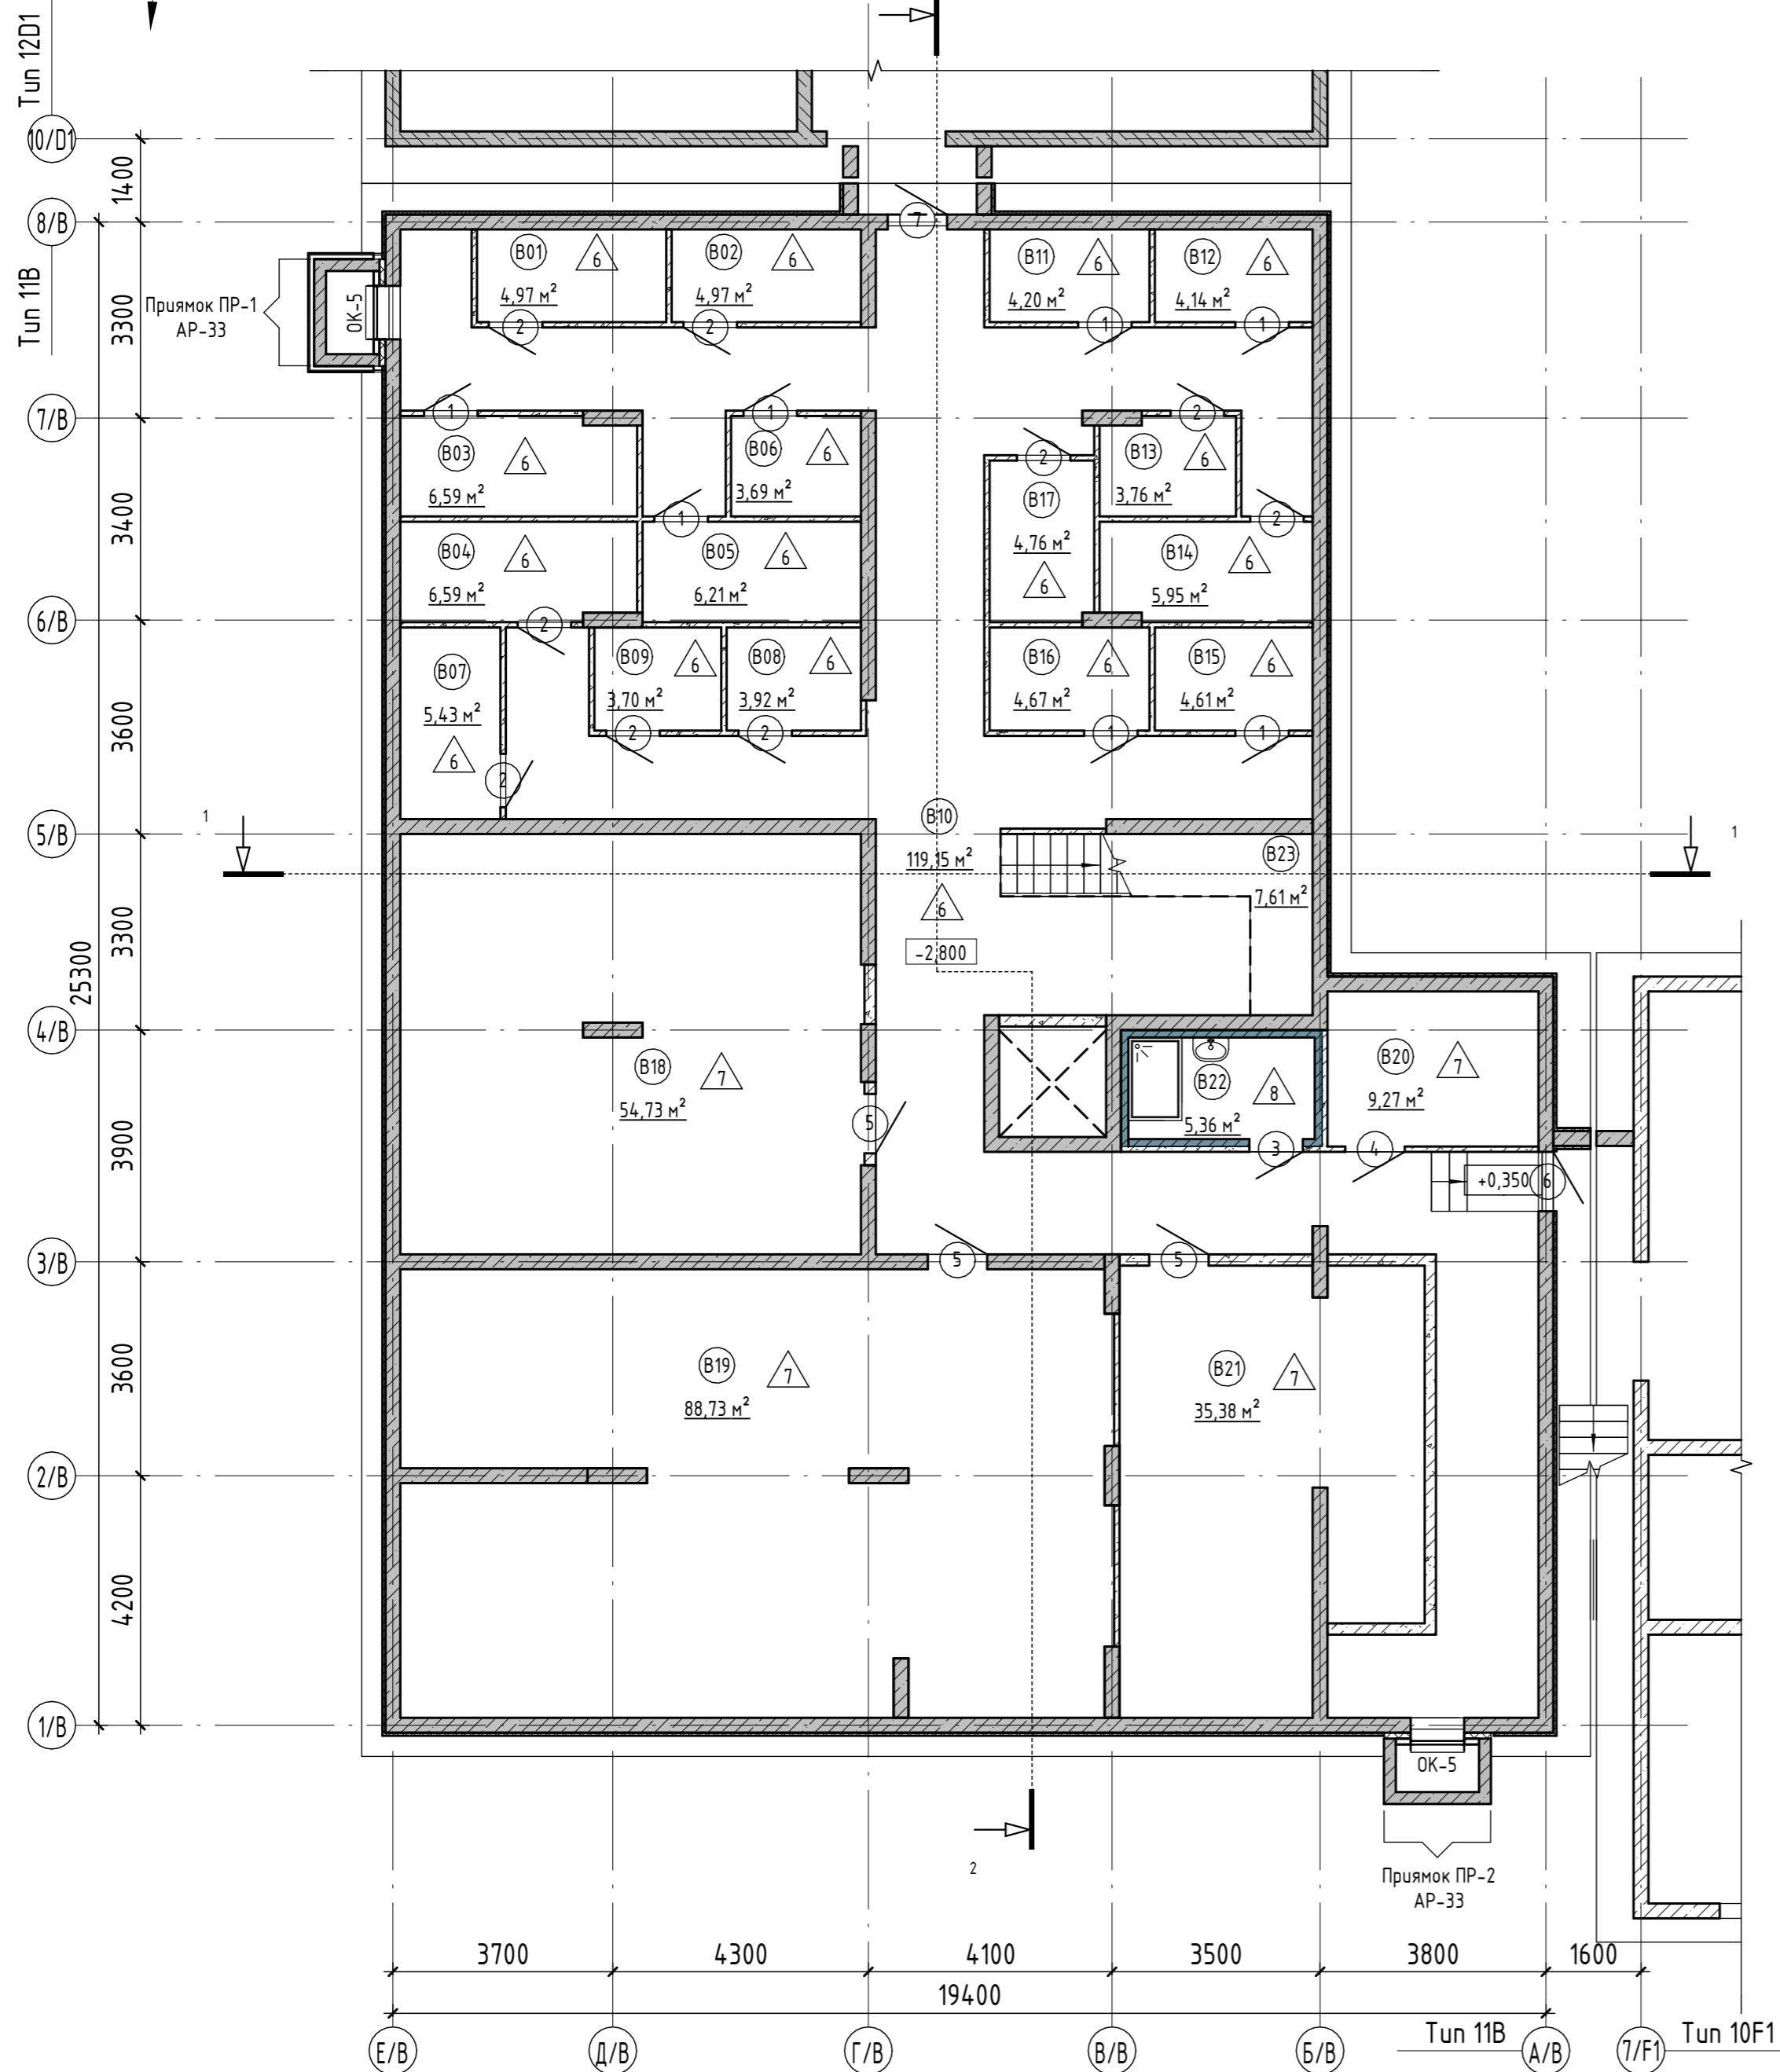 Тип 12D1
10/D1
1400
8/В
Тип 11В
7
В01
6
4,97 м²
2
В02
6
4,97 м²
2
В11
6
4,20 м²
1
В12
6
4,14 м²
1
Приямок ПР-1
АР-33
ОК-5
3300
7/В
1
1
2
В03
6
6,59 м²
В06
6
3,69 м²
1
2
В17
4,76 м²
6
В13
6
3,76 м²
2
3400
В04
6
6,59 м²
В05
6
6,21 м²
В14
6
5,95 м²
6/В
2
В07
5,43 м²
6
2
В09
6
3,70 м²
2
В08
6
3,92 м²
2
В16
6
4,67 м²
1
В15
6
4,61 м²
1
3600
5/В
1
1
В10
119,15 м²
6
-2,800
В23
7,61 м²
3300
25300
4/В
В18
7
54,73 м²
5
В22
8
5,36 м²
3
В20
7
9,27 м²
4
+0,350
6
3900
3/В
5
5
В19
7
88,73 м²
В21
7
35,38 м²
3600
2/В
4200
1/В
ОК-5
Приямок ПР-2
АР-33
2
3700
4300
4100
3500
3800
1600
19400
Е/В
Д/В
Г/В
В/В
Б/В
Тип 11В
А/В
7/F1
Тип 10F1